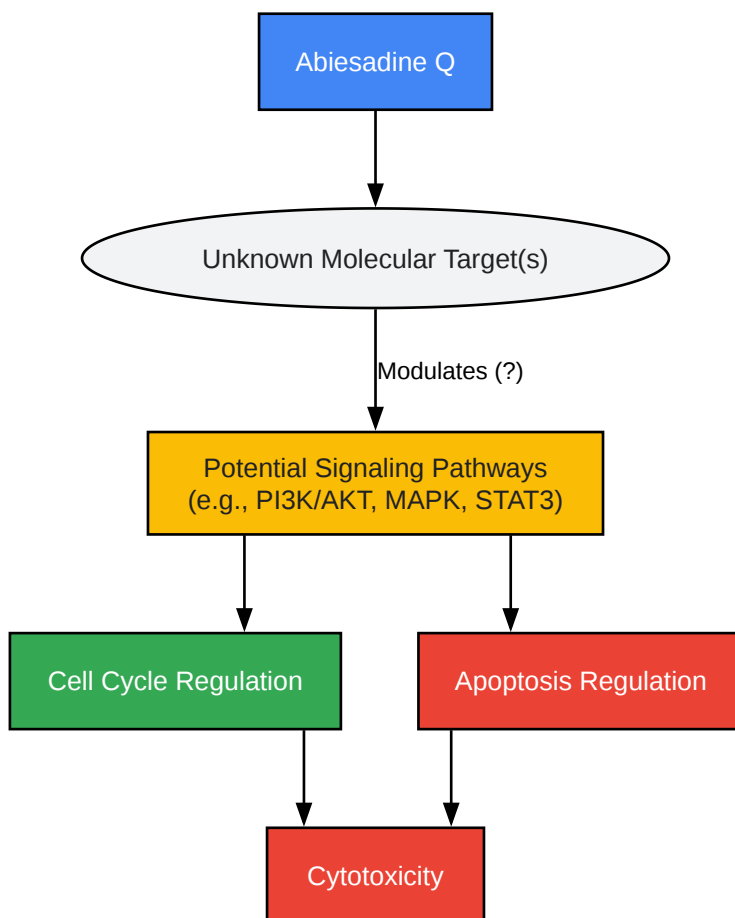 Abiesadine Q
Unknown Molecular Target(s)
Modulates (?)
Potential Signaling Pathways
(e.g., PI3K/AKT, MAPK, STAT3)
Cell Cycle Regulation
Apoptosis Regulation
Cytotoxicity